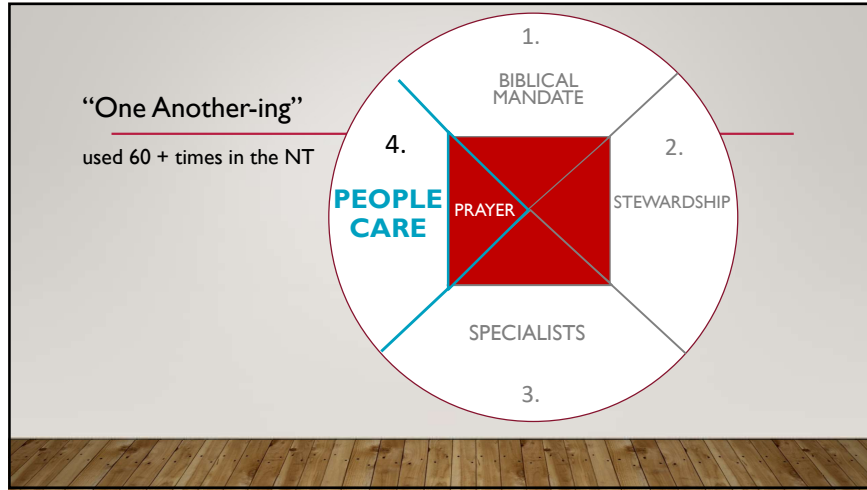 “One Another-ing”
used 60 + times in the NT
1.
BIBLICAL
MANDATE
2.
STEWARDSHIP
SPECIALISTS
3.
4.
PEOPLE
CARE
PRAYER